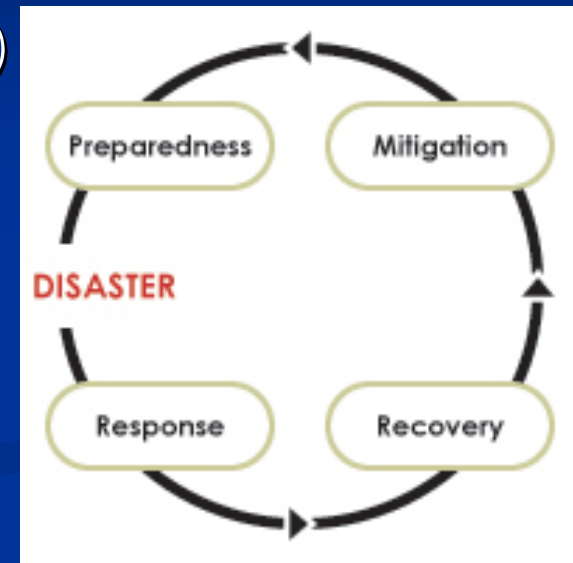 Preparedness
Mitigation
DISASTER
Response
Recovery